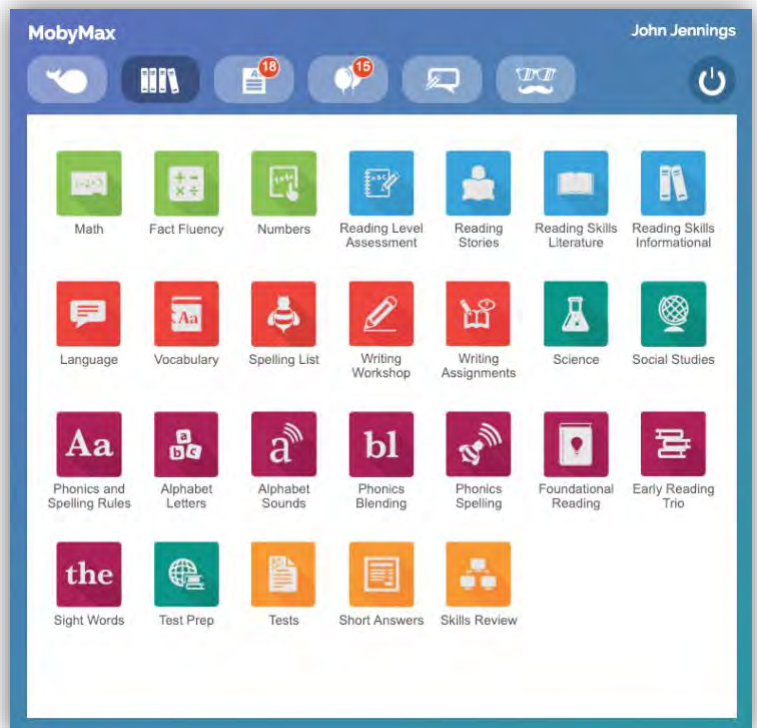 MobyMax
John Jennings
18
15
Math
Fact Fluency
Numbers
Reading Level
Assessment
Reading
Stories
Reading Skills
Literature
Reading Skills
Informational
Aa
Language
Vocabulary
Spelling List
Writing
Workshop
Writing
Assignments
Science
Social Studies
Aa
a
b
c
a
bl
Phonics and
Spelling Rules
Alphabet
Letters
Alphabet
Sounds
Phonics
Blending
Phonics
Spelling
Foundational
Reading
Early Reading
Trio
the
Sight Words
Test Prep
Tests
Short Answers
Skills Review